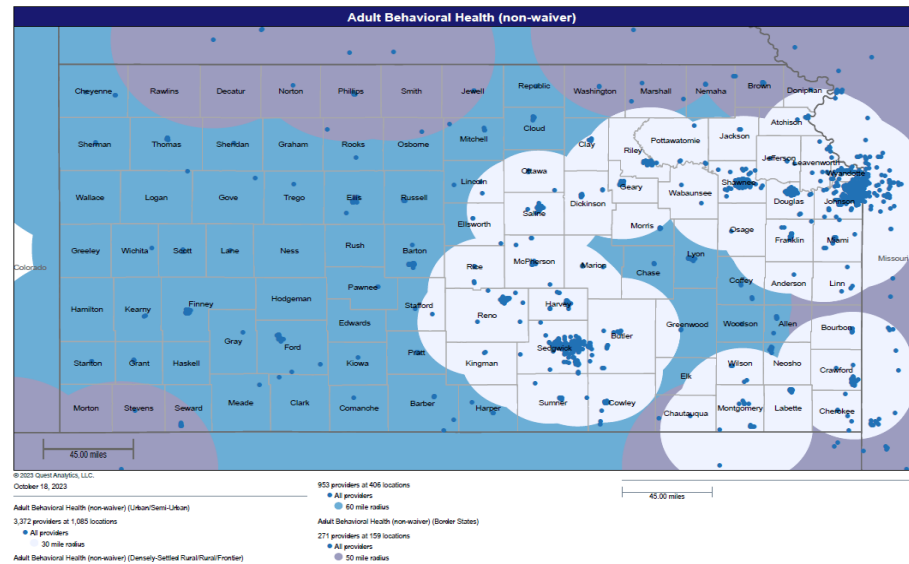 Adult Behavioral Health (non-waiver)
Cheyenne Rawlins Decatur Norton Phillips Smith Jewell Republic Washington Marshall Nemaha Brown Doniphan
Sherman Thomas Sheridan Graham Rooks Osborne Mitchell Cloud Clay Riley Pottawatomie Jackson Atchison
Jefferson Leavenworth
Wallace Logan Gove Trego Ellis Russell Lincoln Ottawa Geary Wabaunsee Shawnee Wyandotte
Saline Dickinson Douglas Johnson
Ellsworth Morris Osage
Greeley Wichita Scott Lane Ness Rush Barton Rice McPherson Marion Chase Lyon Franklin Miami
Colorado Missouri
Hamilton Kearny Finney Hodgeman Pawnee Stafford Reno Harvey Coffey Anderson Linn
Gray Ford Edwards Sedgwick Butler Greenwood Woodson Allen Bourbon
Stanton Grant Haskell Kiowa Pratt Kingman Elk Wilson Neosho Crawford
Morton Stevens Seward Meade Clark Comanche Barber Harper Sumner Cowley Chautauqua Montgomery Labette Cherokee
45.00 miles
© 2023 Quest Analytics, LLC.
October 18, 2023
Adult Behavioral Health (non-waiver) (Urban/Semi-Urban)
3,372 providers at 1,085 locations
All providers
30 mile radius
Adult Behavioral Health (non-waiver) (Densely-Settled Rural/Rural/Frontier)
953 providers at 406 locations
All providers
60 mile radius
Adult Behavioral Health (non-waiver) (Border States)
271 providers at 159 locations
All providers
50 mile radius
45.00 miles